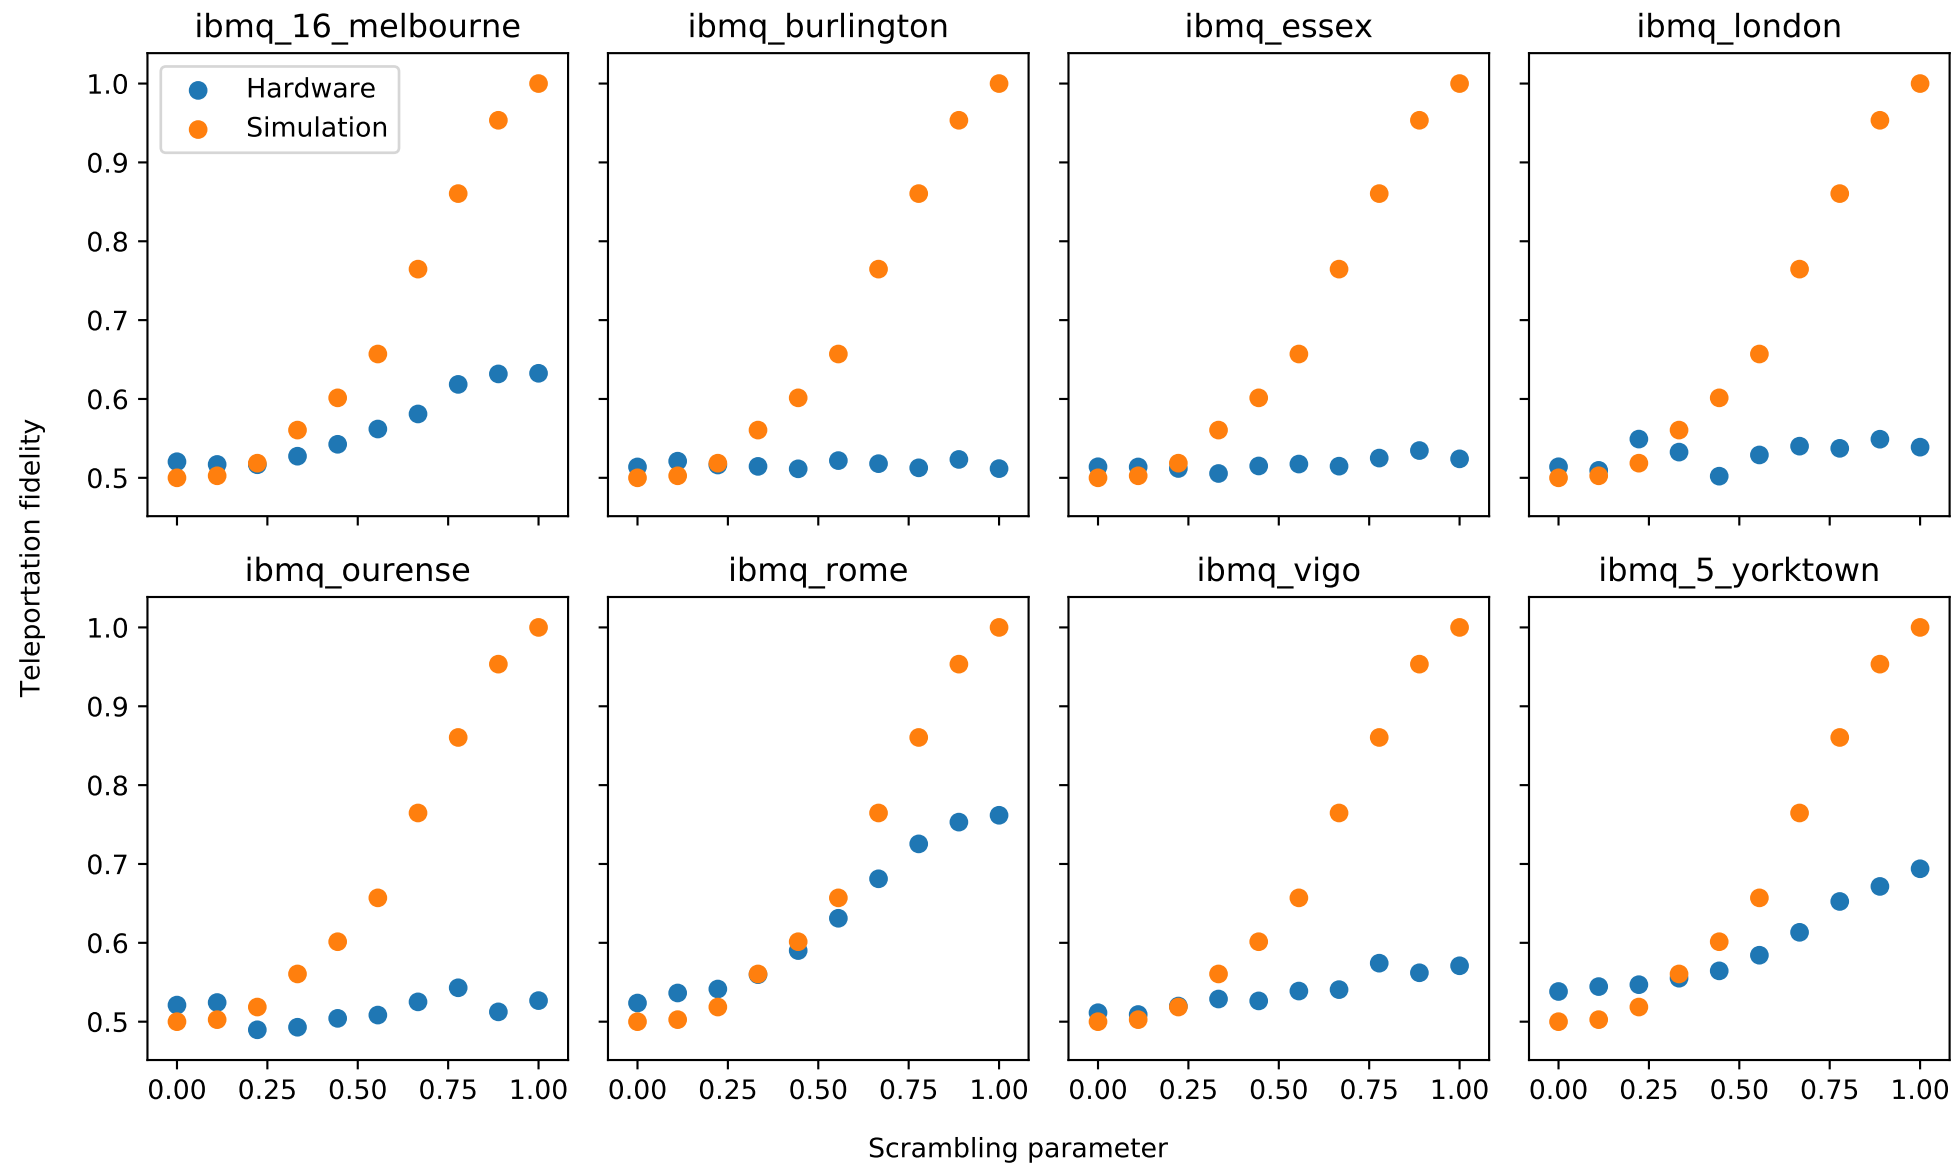 ibmq_16_melbourne
ibmq_burlington
ibmq_essex
ibmq_london
Hardware
Simulation
1.0
0.9
0.8
0.7
0.6
0.5
Teleportation fidelity
ibmq_ourense
ibmq_rome
ibmq_vigo
ibmq_5_yorktown
1.0
0.9
0.8
0.7
0.6
0.5
0.00 0.25 0.50 0.75 1.00
0.00 0.25 0.50 0.75 1.00
0.00 0.25 0.50 0.75 1.00
0.00 0.25 0.50 0.75 1.00
Scrambling parameter